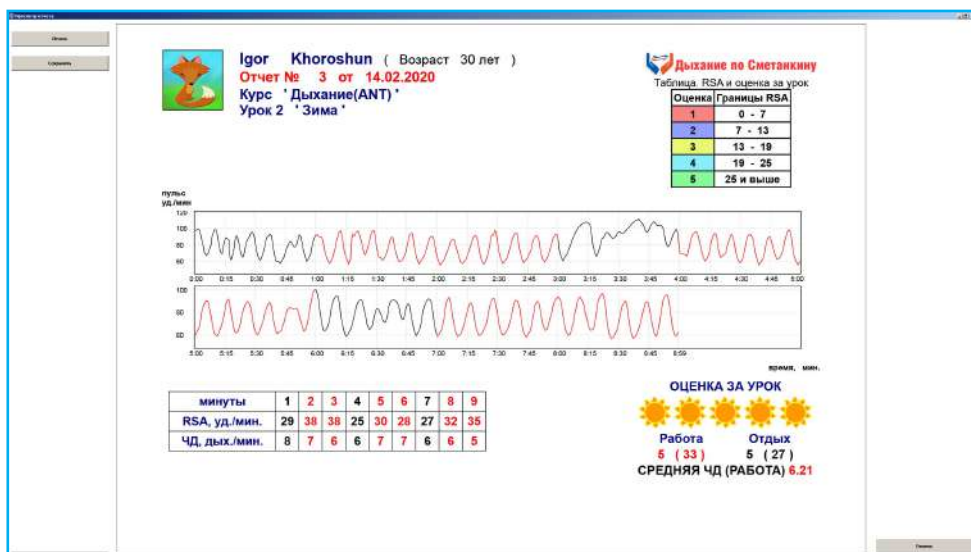 Просмотр отчета
Печать
Сохранить
Igor Khoroshun ( Возраст 30 лет )
Отчет № 3 от 14.02.2020
Курс ' Дыхание(ANT) '
Урок 2 ' Зима '
Дыхание по Сметанкину
Таблица RSA и оценка за урок
Оценка Границы RSA
1 0 - 7
2 7 - 13
3 13 - 19
4 19 - 25
5 25 и выше
пульс
уд./мин
120
100
80
60
0:00 0:15 0:30 0:45 1:00 1:15 1:30 1:45 2:00 2:15 2:30 2:45 3:00 3:15 3:30 3:45 4:00 4:15 4:30 4:45 5:00
100
80
60
5:00 5:15 5:30 5:45 6:00 6:15 6:30 6:45 7:00 7:15 7:30 7:45 8:00 8:15 8:30 8:45 8:59
время, мин.
минуты 1 2 3 4 5 6 7 8 9
RSA, уд./мин. 29 38 38 25 30 28 27 32 35
ЧД, дых./мин. 8 7 6 6 7 7 6 6 5
ОЦЕНКА ЗА УРОК
Работа Отдых
5 ( 33 ) 5 ( 27 )
СРЕДНЯЯ ЧД (РАБОТА) 6.21